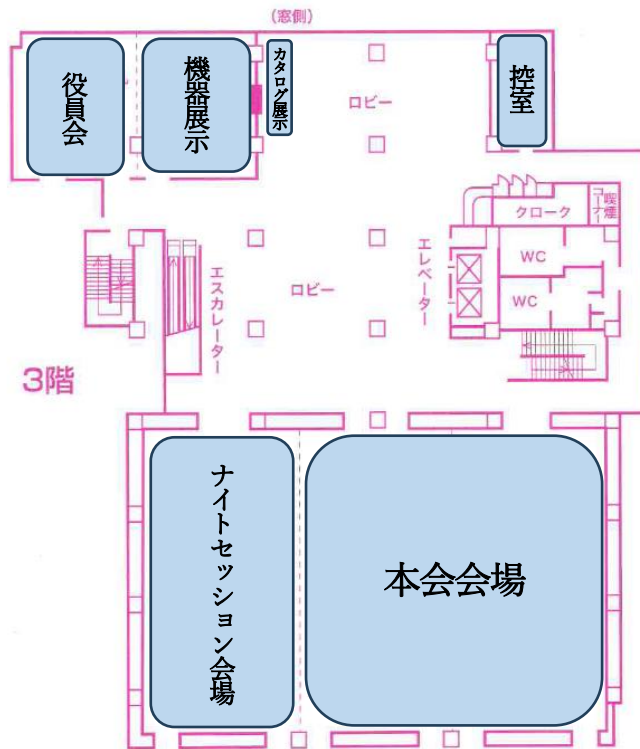 (窓側)
役員会
機器展示
カタログ展示
ロビー
控室
クローク
喫煙コーナー
WC
WC
エレベーター
エスカレーター
ロビー
3階
ナイトセッション会場
本会会場